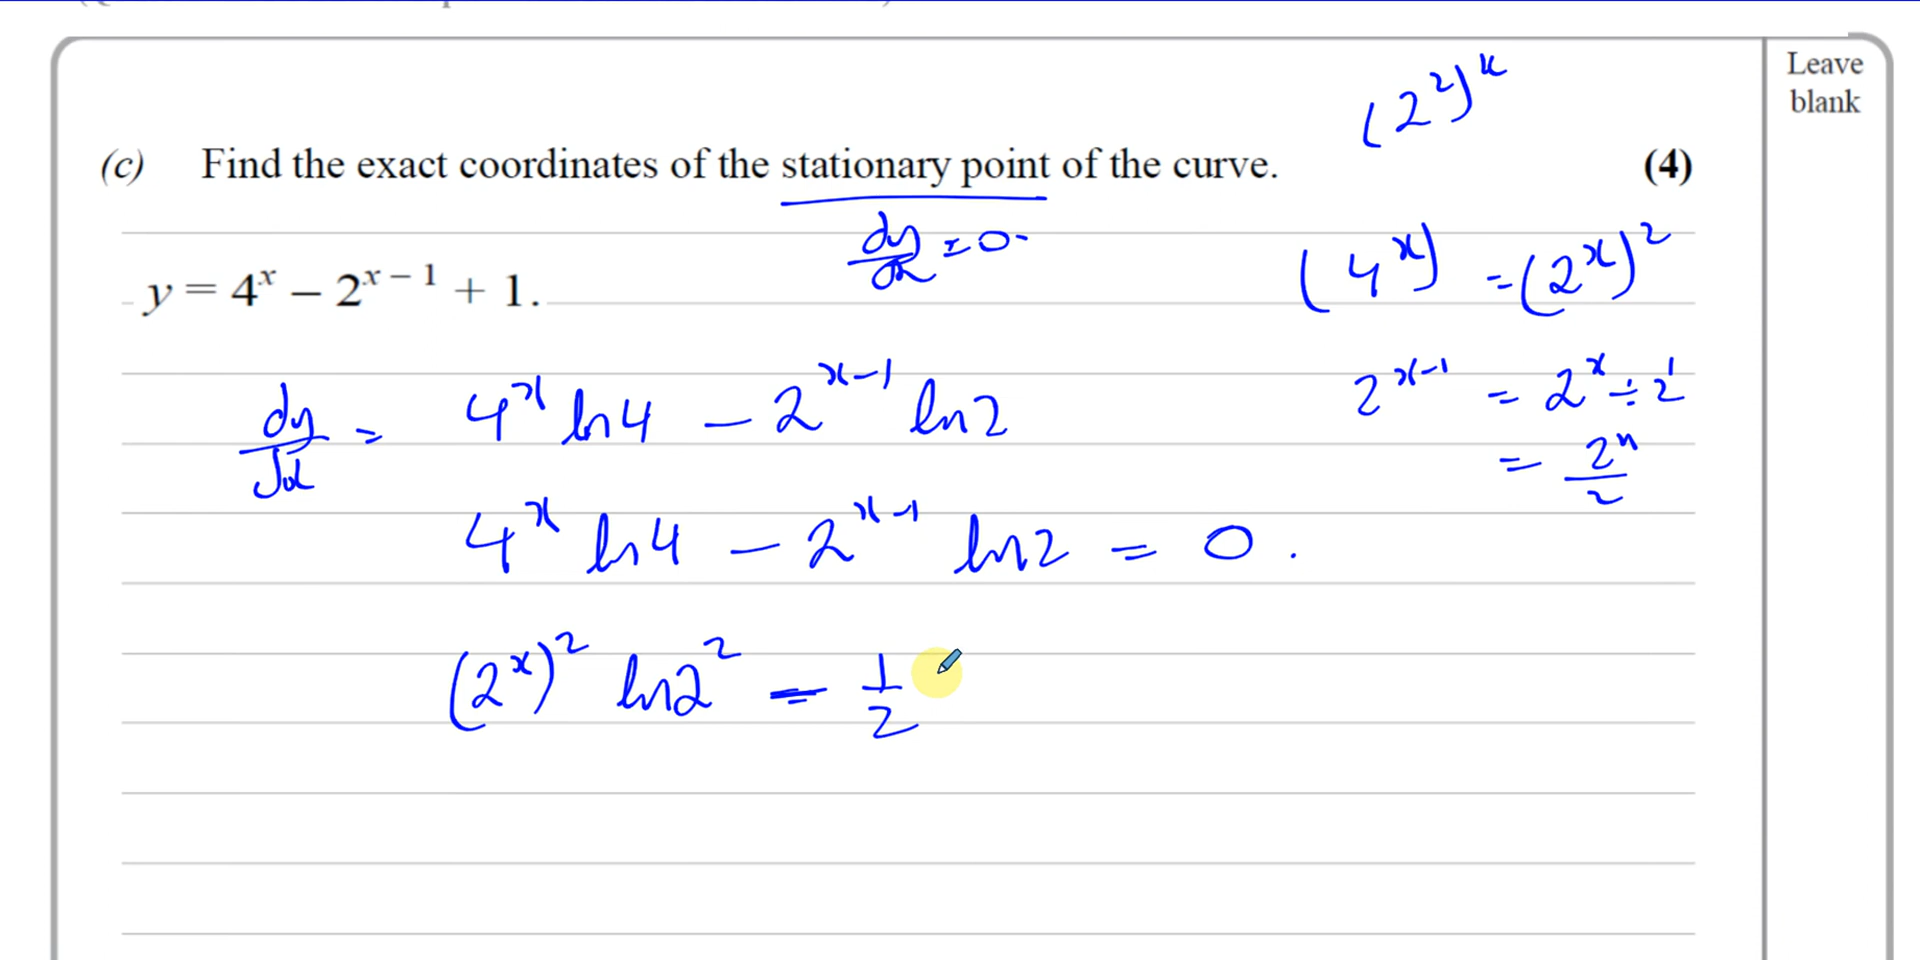 Leave
blank
(2²)ˣ
(c) Find the exact coordinates of the stationary point of the curve. (4)
dy/dx = 0
(4ˣ) = (2ˣ)²
y = 4ˣ − 2ˣ⁻¹ + 1.
2ˣ⁻¹ = 2ˣ ÷ 2¹
= 2ˣ/2
dy/dx = 4ˣ ln4 − 2ˣ⁻¹ ln2
4ˣ ln4 − 2ˣ⁻¹ ln2 = 0.
(2ˣ)² ln2² = 1/2